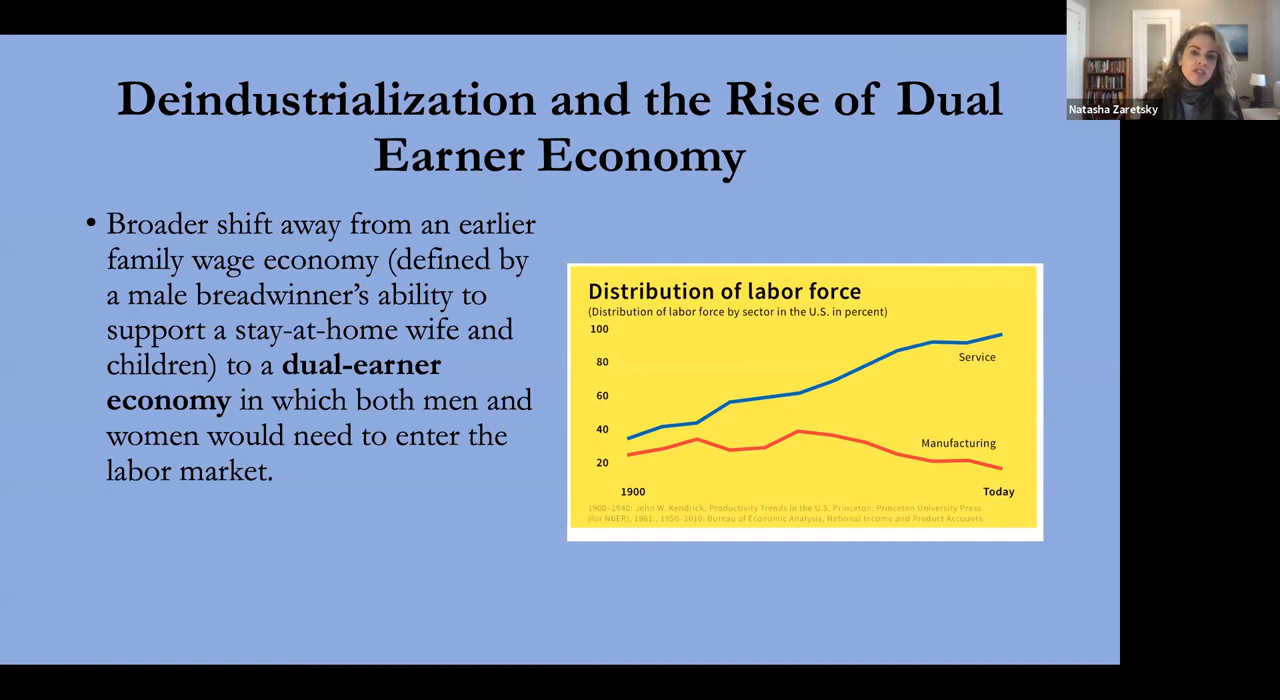 Natasha Zaretsky
Deindustrialization and the Rise of Dual
Earner Economy
• Broader shift away from an earlier
family wage economy (defined by
a male breadwinner’s ability to
support a stay-at-home wife and
children) to a dual-earner
economy in which both men and
women would need to enter the
labor market.
Distribution of labor force
(Distribution of labor force by sector in the U.S. in percent)
100
80
60
40
20
Service
Manufacturing
1900
Today
1900–1940: John W. Kendrick, Productivity Trends in the U.S. Princeton: Princeton University Press
(for NBER), 1961., 1950–2010: Bureau of Economic Analysis, National Income and Product Accounts.